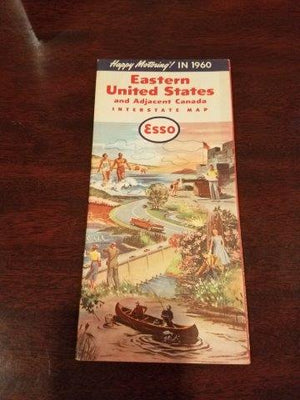 Happy Motoring! IN 1960
Eastern
United States
and Adjacent Canada
INTERSTATE MAP
Esso